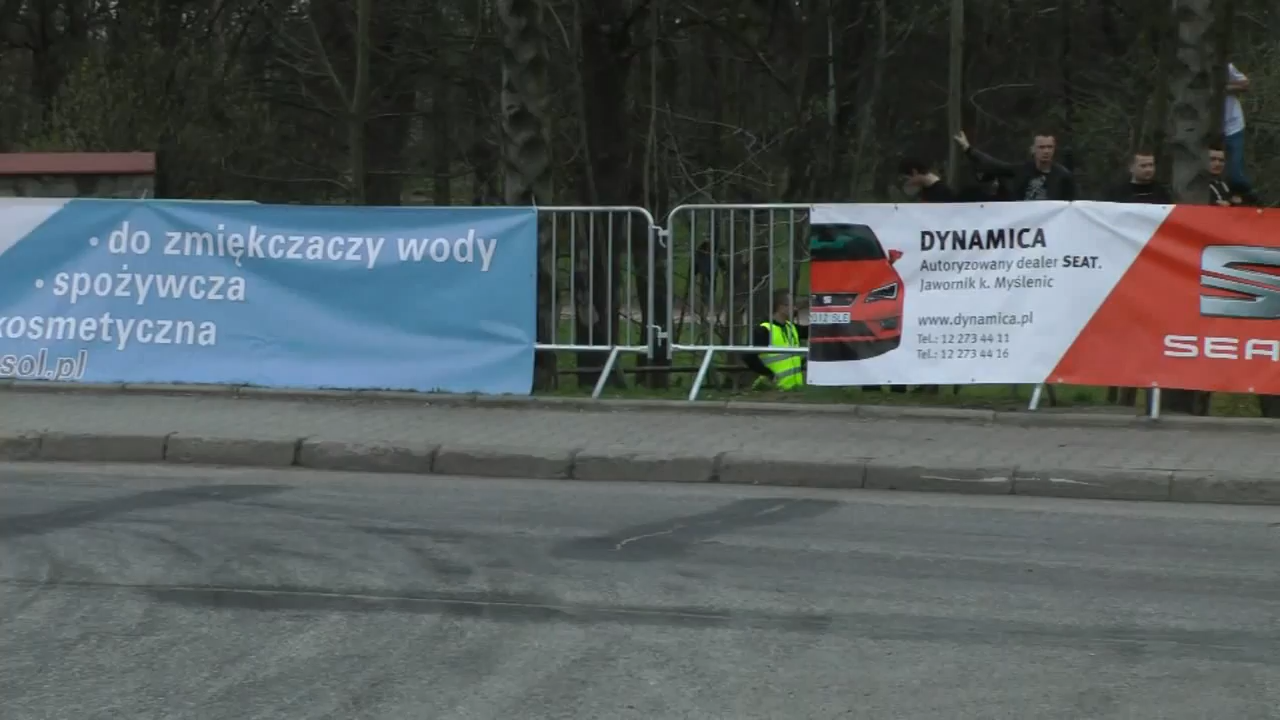 • do zmiękczaczy wody
• spożywcza
kosmetyczna
sol.pl
DYNAMICA
Autoryzowany dealer SEAT.
Jawornik k. Myślenic
www.dynamica.pl
Tel.: 12 273 44 11
Tel.: 12 273 44 16
SEA